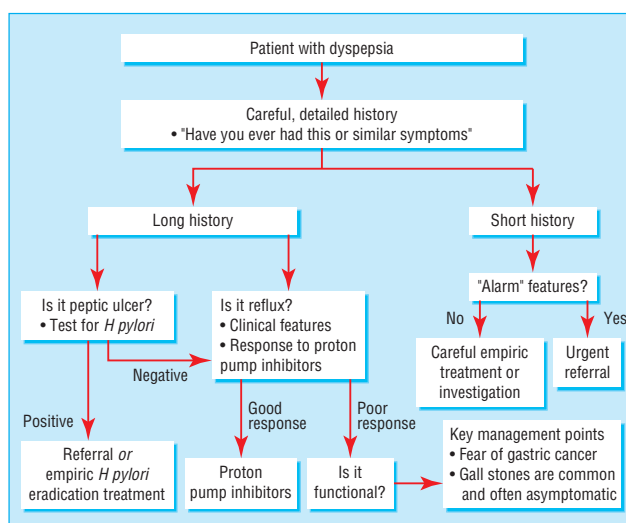 Patient with dyspepsia
Careful, detailed history
• "Have you ever had this or similar symptoms"
Long history
Short history
Is it peptic ulcer?
• Test for H pylori
Is it reflux?
• Clinical features
• Response to proton
pump inhibitors
"Alarm" features?
No
Yes
Careful empiric
treatment or
investigation
Urgent
referral
Negative
Positive
Good
response
Poor
response
Referral or
empiric H pylori
eradication treatment
Proton
pump inhibitors
Is it
functional?
Key management points
• Fear of gastric cancer
• Gall stones are common
and often asymptomatic